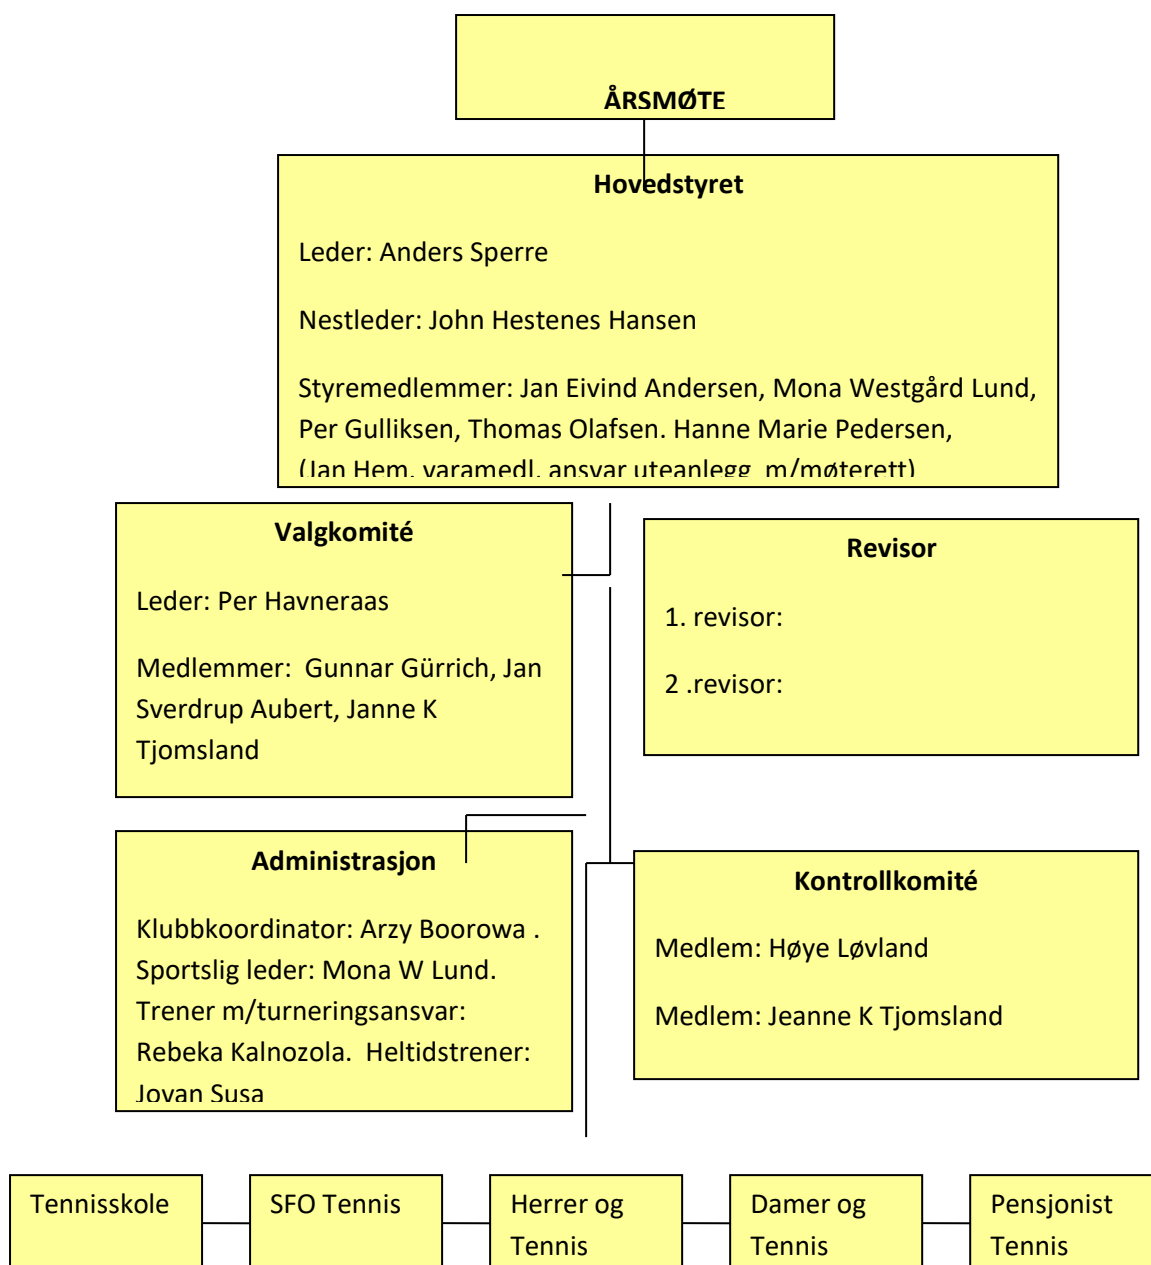 ÅRSMØTE
Hovedstyret
Leder: Anders Sperre
Nestleder: John Hestenes Hansen
Styremedlemmer: Jan Eivind Andersen, Mona Westgård Lund,
Per Gulliksen, Thomas Olafsen. Hanne Marie Pedersen,
(Jan Hem, varamedl. ansvar uteanlegg m/møterett)
Valgkomité
Leder: Per Havneraas
Medlemmer: Gunnar Gürrich, Jan
Sverdrup Aubert, Janne K
Tjomsland
Revisor
1. revisor:
2 .revisor:
Administrasjon
Klubbkoordinator: Arzy Boorowa .
Sportslig leder: Mona W Lund.
Trener m/turneringsansvar:
Rebeka Kalnozola. Heltidstrener:
Jovan Susa
Kontrollkomité
Medlem: Høye Løvland
Medlem: Jeanne K Tjomsland
Tennisskole
SFO Tennis
Herrer og
Tennis
Damer og
Tennis
Pensjonist
Tennis